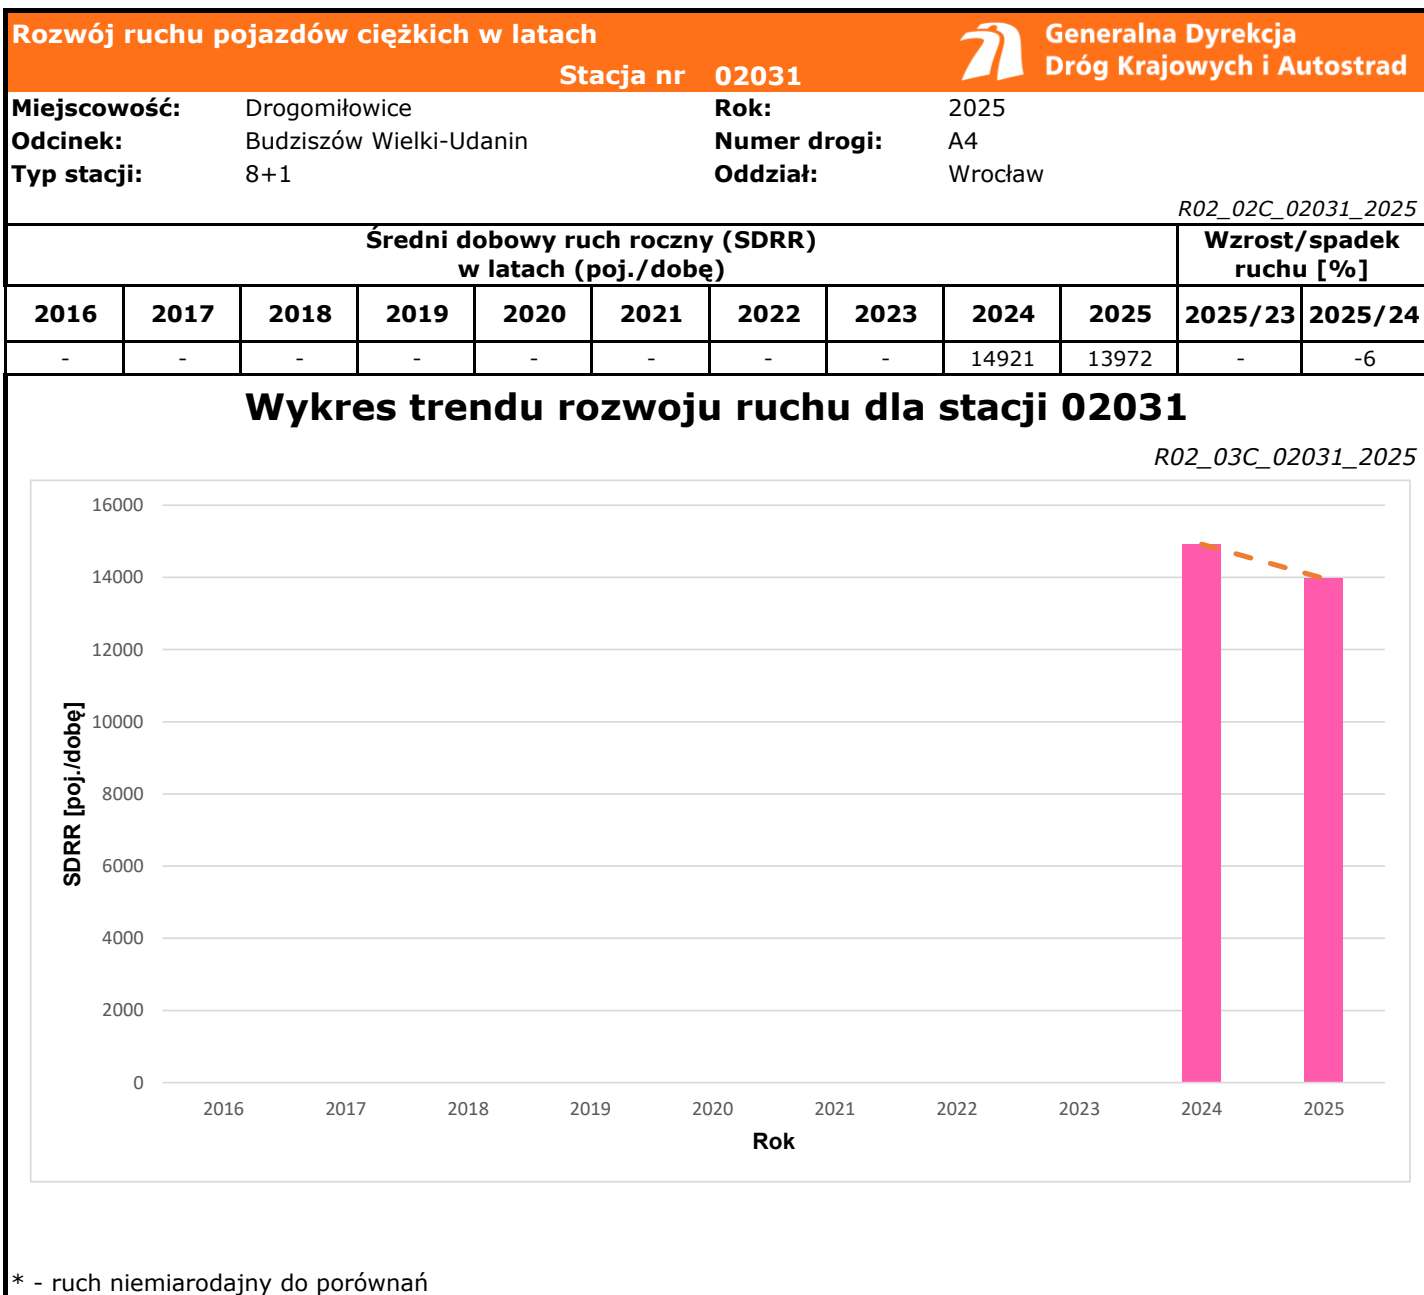 Rozwój ruchu pojazdów ciężkich w latach
Generalna Dyrekcja
Dróg Krajowych i Autostrad
Stacja nr 02031
Miejscowość: Drogomiłowice Rok: 2025
Odcinek: Budziszów Wielki-Udanin Numer drogi: A4
Typ stacji: 8+1 Oddział: Wrocław
R02_02C_02031_2025
Średni dobowy ruch roczny (SDRR)
w latach (poj./dobę)
Wzrost/spadek
ruchu [%]
2016 2017 2018 2019 2020 2021 2022 2023 2024 2025 2025/23 2025/24
- - - - - - - - 14921 13972 - -6
Wykres trendu rozwoju ruchu dla stacji 02031
R02_03C_02031_2025
16000
14000
12000
10000
8000
6000
4000
2000
0
SDRR [poj./dobę]
2016 2017 2018 2019 2020 2021 2022 2023 2024 2025
Rok
* - ruch niemiarodajny do porównań